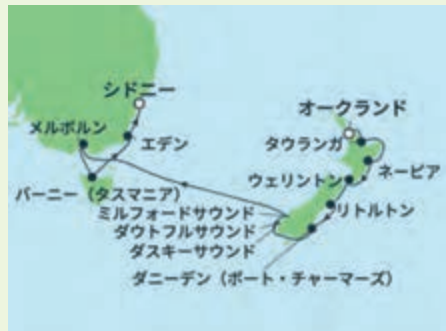 シドニー
オークランド
メルボルン
エデン
タウランガ
ネーピア
バーニー（タスマニア）
ウェリントン
ミルフォードサウンド
リトルトン
ダウトフルサウンド
ダスキーサウンド
ダニーデン（ポート・チャーマーズ）